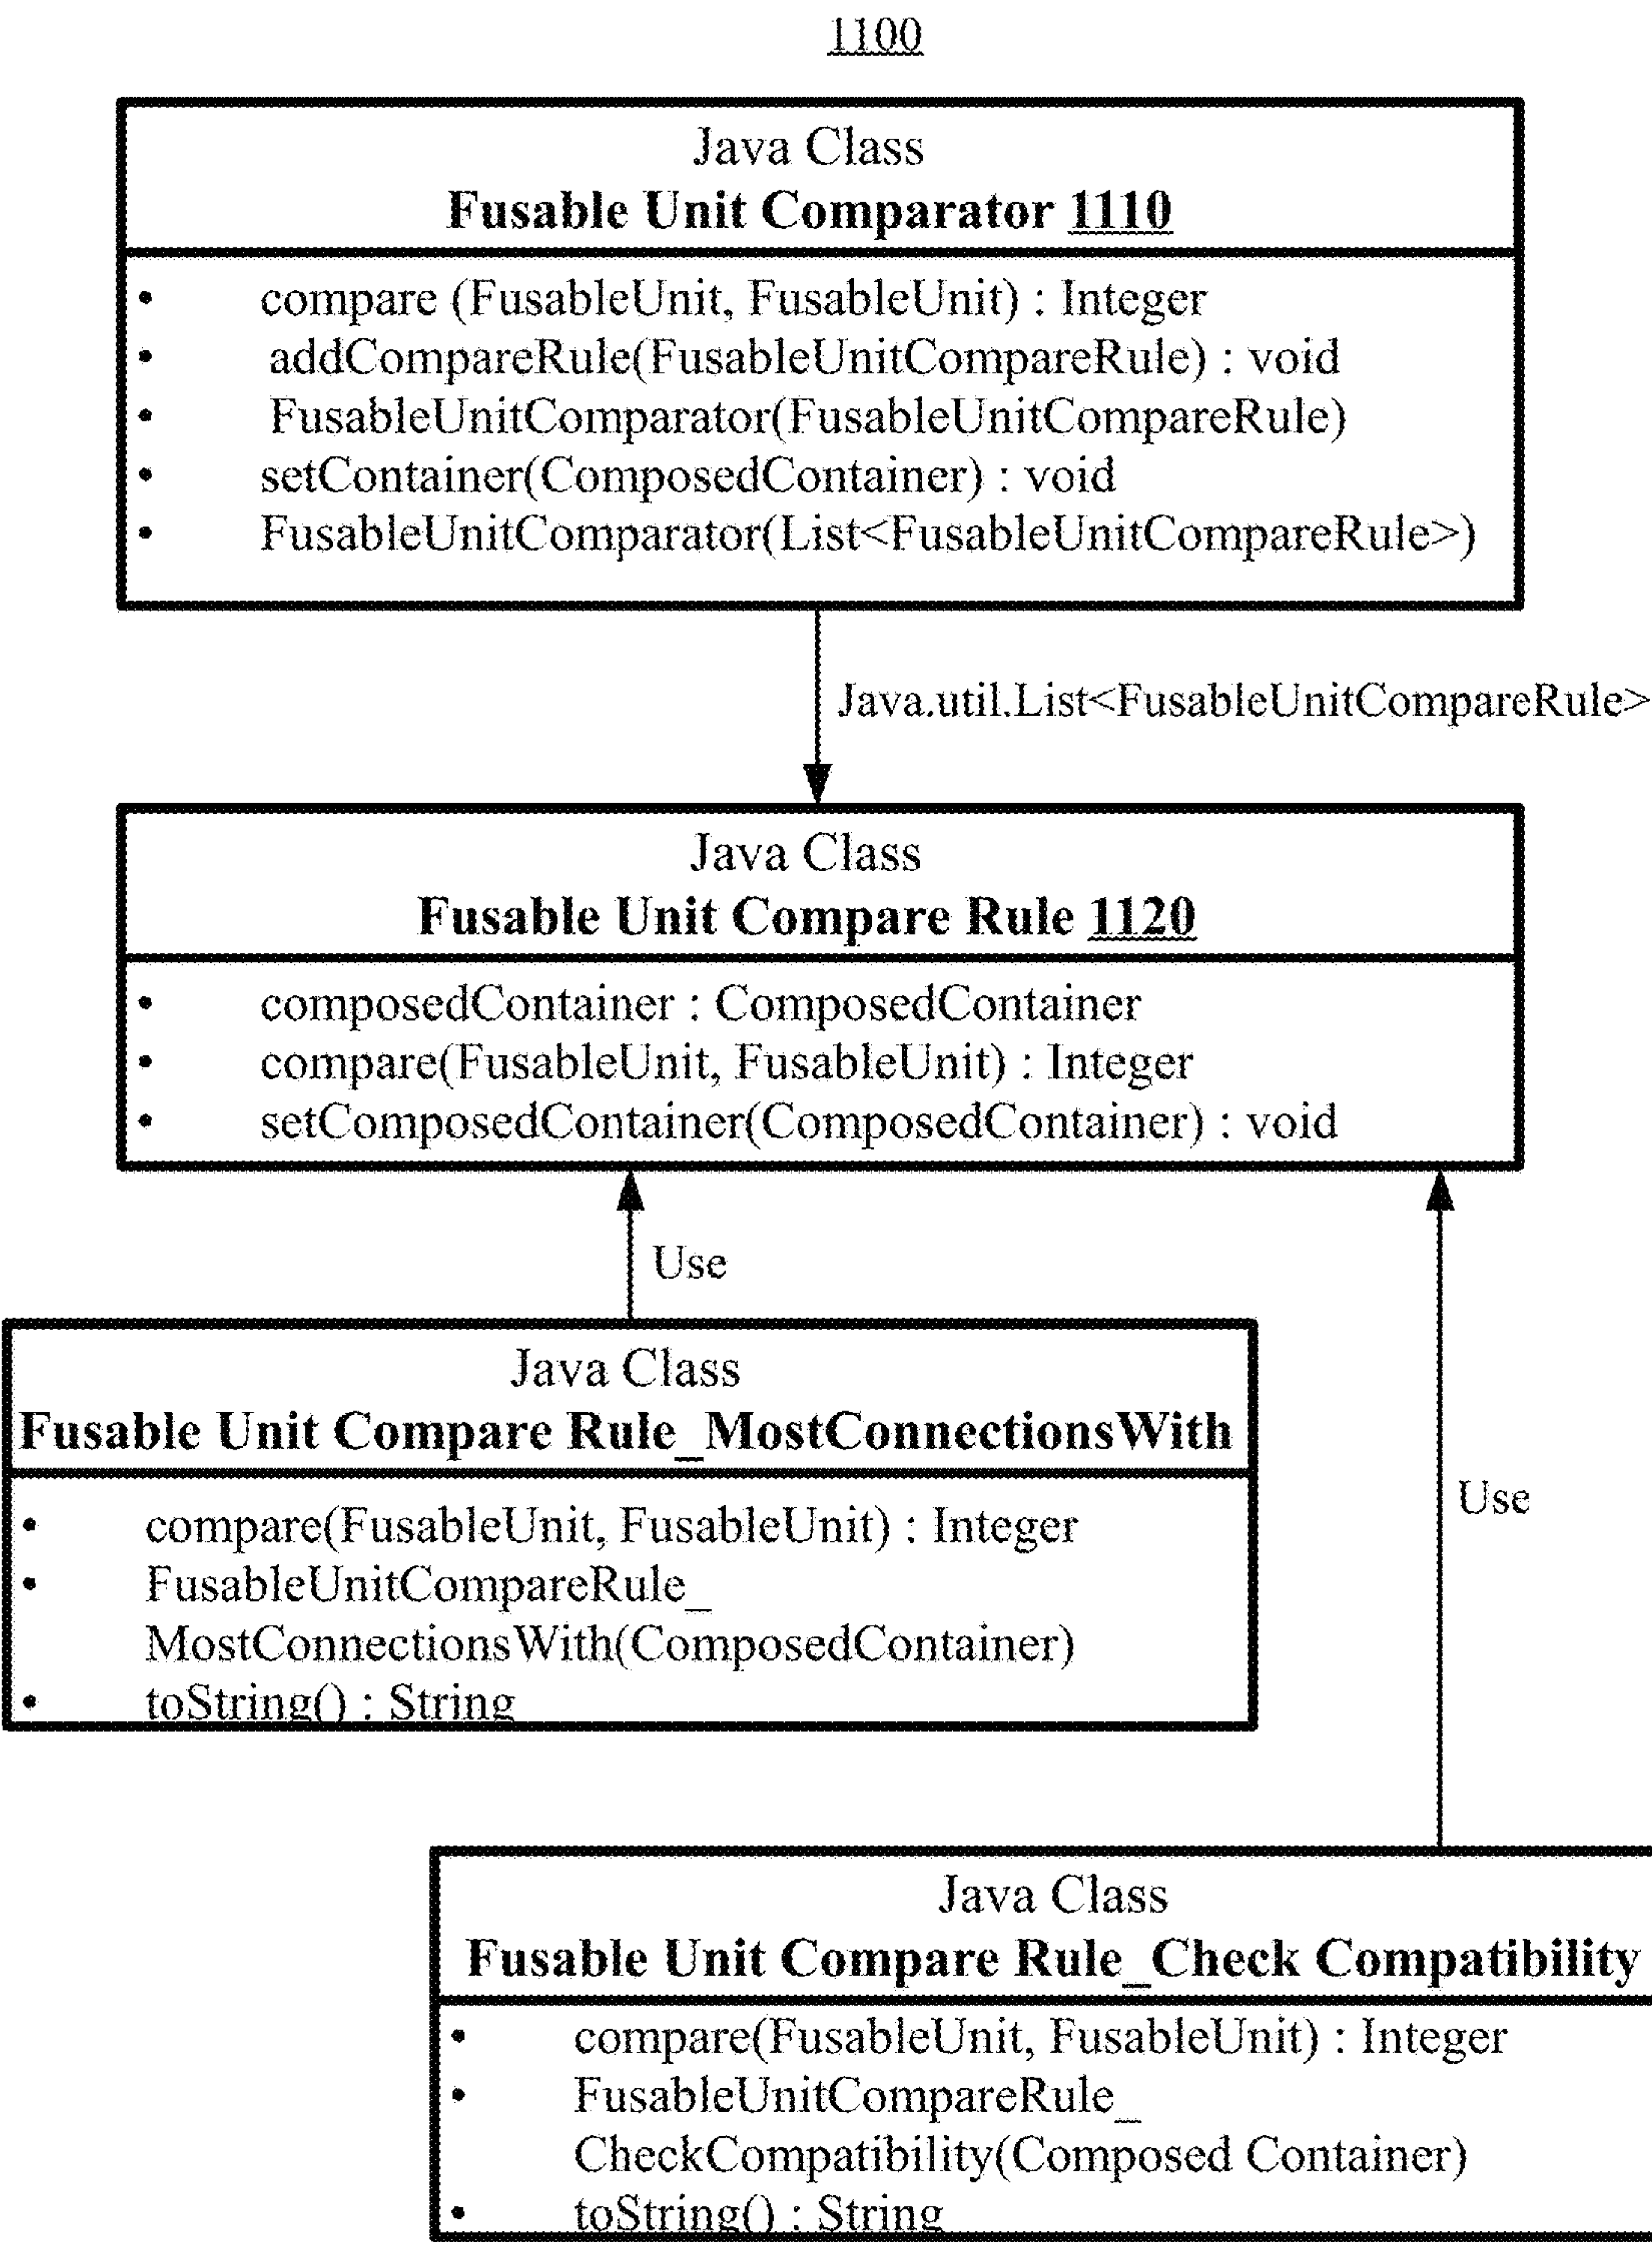 1100
Java Class
Fusable Unit Comparator 1110
• compare (FusableUnit, FusableUnit) : Integer
• addCompareRule(FusableUnitCompareRule) : void
• FusableUnitComparator(FusableUnitCompareRule)
• setContainer(ComposedContainer) : void
• FusableUnitComparator(List<FusableUnitCompareRule>)
Java.util.List<FusableUnitCompareRule>
Java Class
Fusable Unit Compare Rule 1120
• composedContainer : ComposedContainer
• compare(FusableUnit, FusableUnit) : Integer
• setComposedContainer(ComposedContainer) : void
Use
Java Class
Fusable Unit Compare Rule_MostConnectionsWith
• compare(FusableUnit, FusableUnit) : Integer
• FusableUnitCompareRule_
MostConnectionsWith(ComposedContainer)
• toString() : String
Use
Java Class
Fusable Unit Compare Rule_Check Compatibility
• compare(FusableUnit, FusableUnit) : Integer
• FusableUnitCompareRule_
CheckCompatibility(Composed Container)
• toString() : String